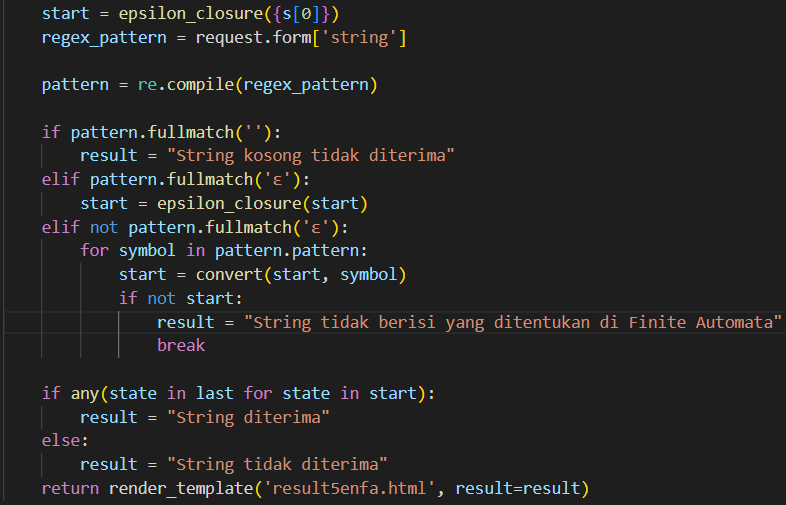 start = epsilon_closure({s[0]})
regex_pattern = request.form['string']
pattern = re.compile(regex_pattern)
if pattern.fullmatch(''):
result = "String kosong tidak diterima"
elif pattern.fullmatch('ε'):
start = epsilon_closure(start)
elif not pattern.fullmatch('ε'):
for symbol in pattern.pattern:
start = convert(start, symbol)
if not start:
result = "String tidak berisi yang ditentukan di Finite Automata"
break
if any(state in last for state in start):
result = "String diterima"
else:
result = "String tidak diterima"
return render_template('result5enfa.html', result=result)